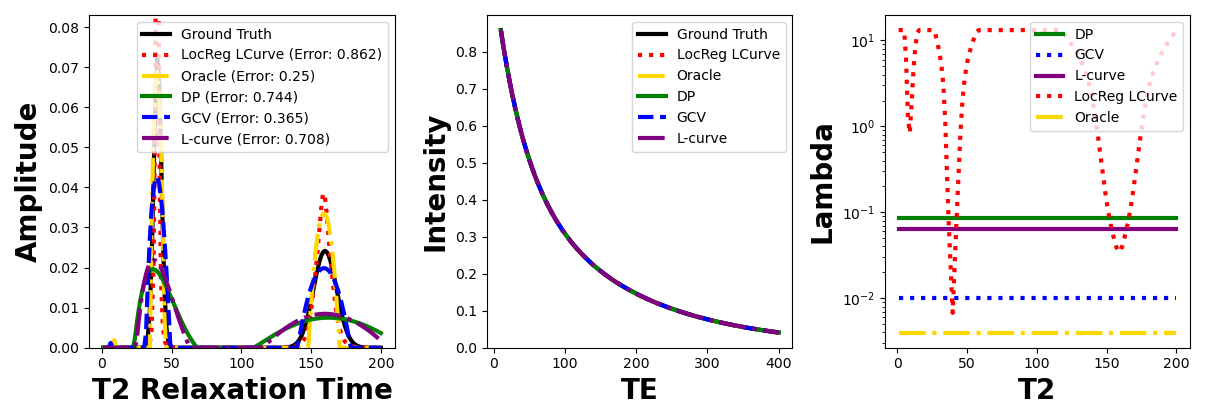 Amplitude
0.08
0.07
0.06
0.05
0.04
0.03
0.02
0.01
0.00
Ground Truth
LocReg LCurve (Error: 0.862)
Oracle (Error: 0.25)
DP (Error: 0.744)
GCV (Error: 0.365)
L-curve (Error: 0.708)
0 50 100 150 200
T2 Relaxation Time
Intensity
0.8
0.7
0.6
0.5
0.4
0.3
0.2
0.1
0.0
Ground Truth
LocReg LCurve
Oracle
DP
GCV
L-curve
0 100 200 300 400
TE
Lambda
10¹
10⁰
10⁻¹
10⁻²
DP
GCV
L-curve
LocReg LCurve
Oracle
0 50 100 150 200
T2